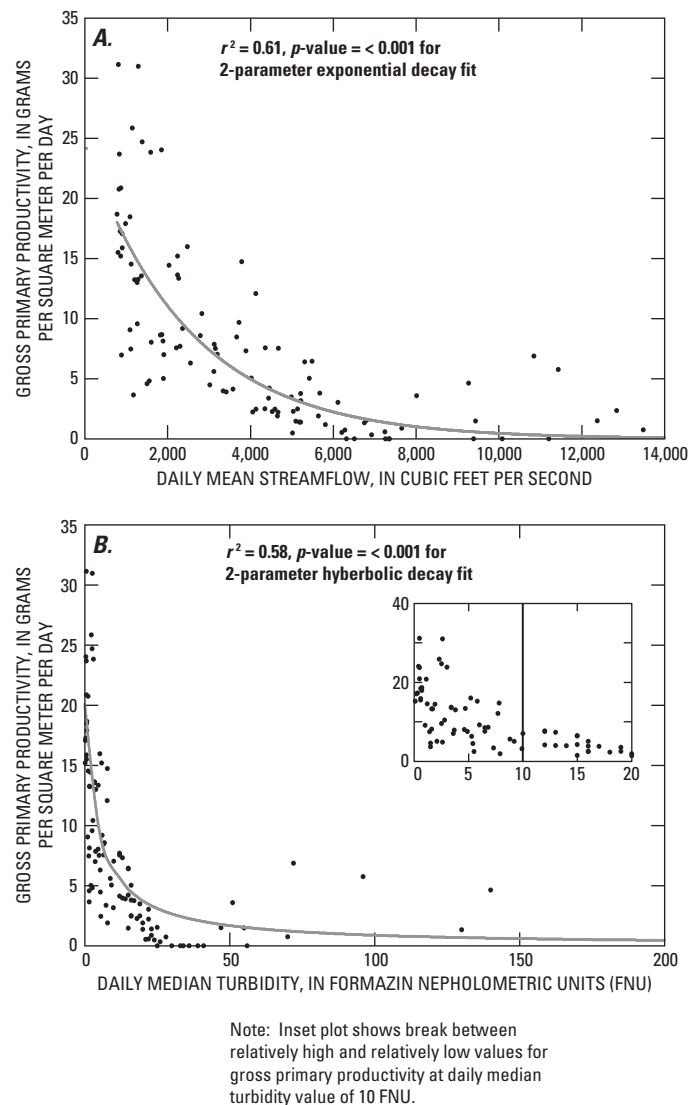 A.
r² = 0.61, p-value = < 0.001 for
2-parameter exponential decay fit
GROSS PRIMARY PRODUCTIVITY, IN GRAMS
PER SQUARE METER PER DAY
35
30
25
20
15
10
5
0
0 2,000 4,000 6,000 8,000 10,000 12,000 14,000
DAILY MEAN STREAMFLOW, IN CUBIC FEET PER SECOND
B.
r² = 0.58, p-value = < 0.001 for
2-parameter hyberbolic decay fit
GROSS PRIMARY PRODUCTIVITY, IN GRAMS
PER SQUARE METER PER DAY
35
30
25
20
15
10
5
0
40
20
0
0 5 10 15 20
0 50 100 150 200
DAILY MEDIAN TURBIDITY, IN FORMAZIN NEPHOLOMETRIC UNITS (FNU)
Note: Inset plot shows break between
relatively high and relatively low values for
gross primary productivity at daily median
turbidity value of 10 FNU.